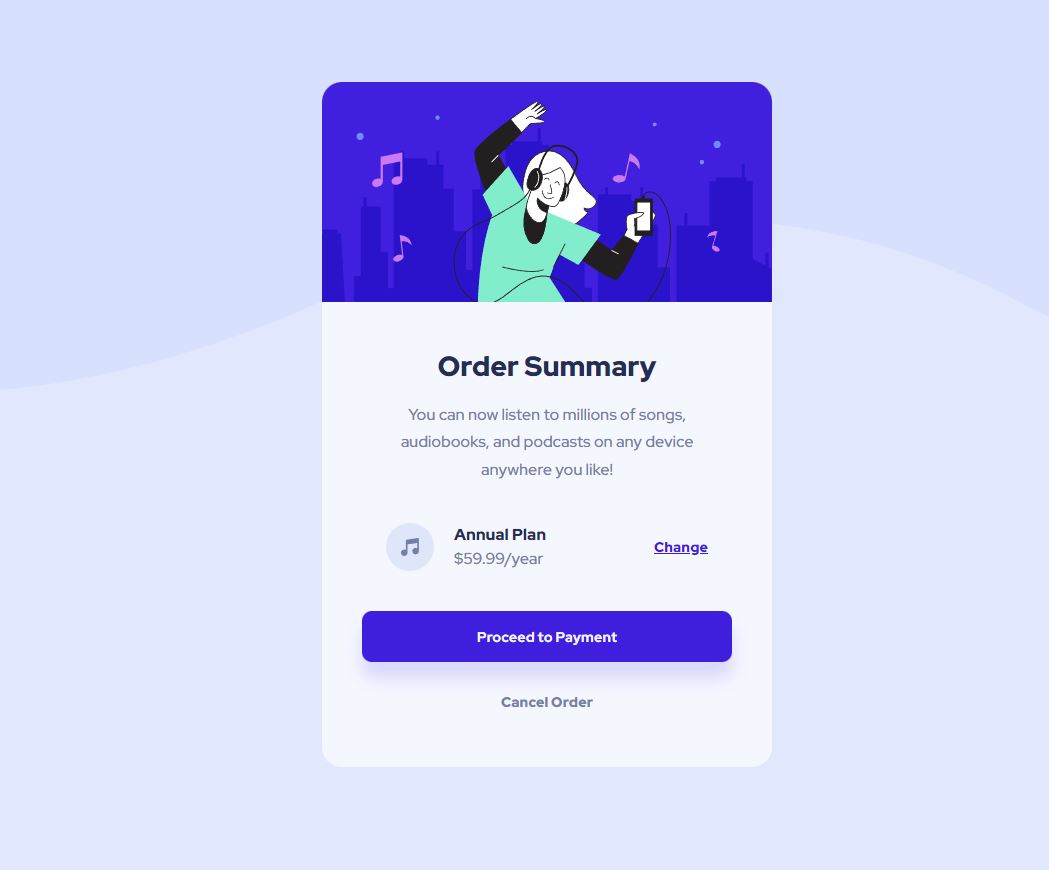 Order Summary
You can now listen to millions of songs,
audiobooks, and podcasts on any device
anywhere you like!
Annual Plan
$59.99/year
Change
Proceed to Payment
Cancel Order